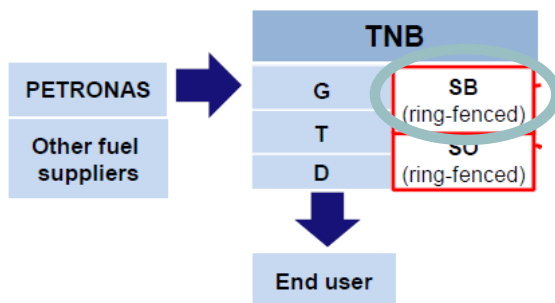 TNB
PETRONAS
Other fuel
suppliers
G
T
D
SB
(ring-fenced)
SO
(ring-fenced)
End user